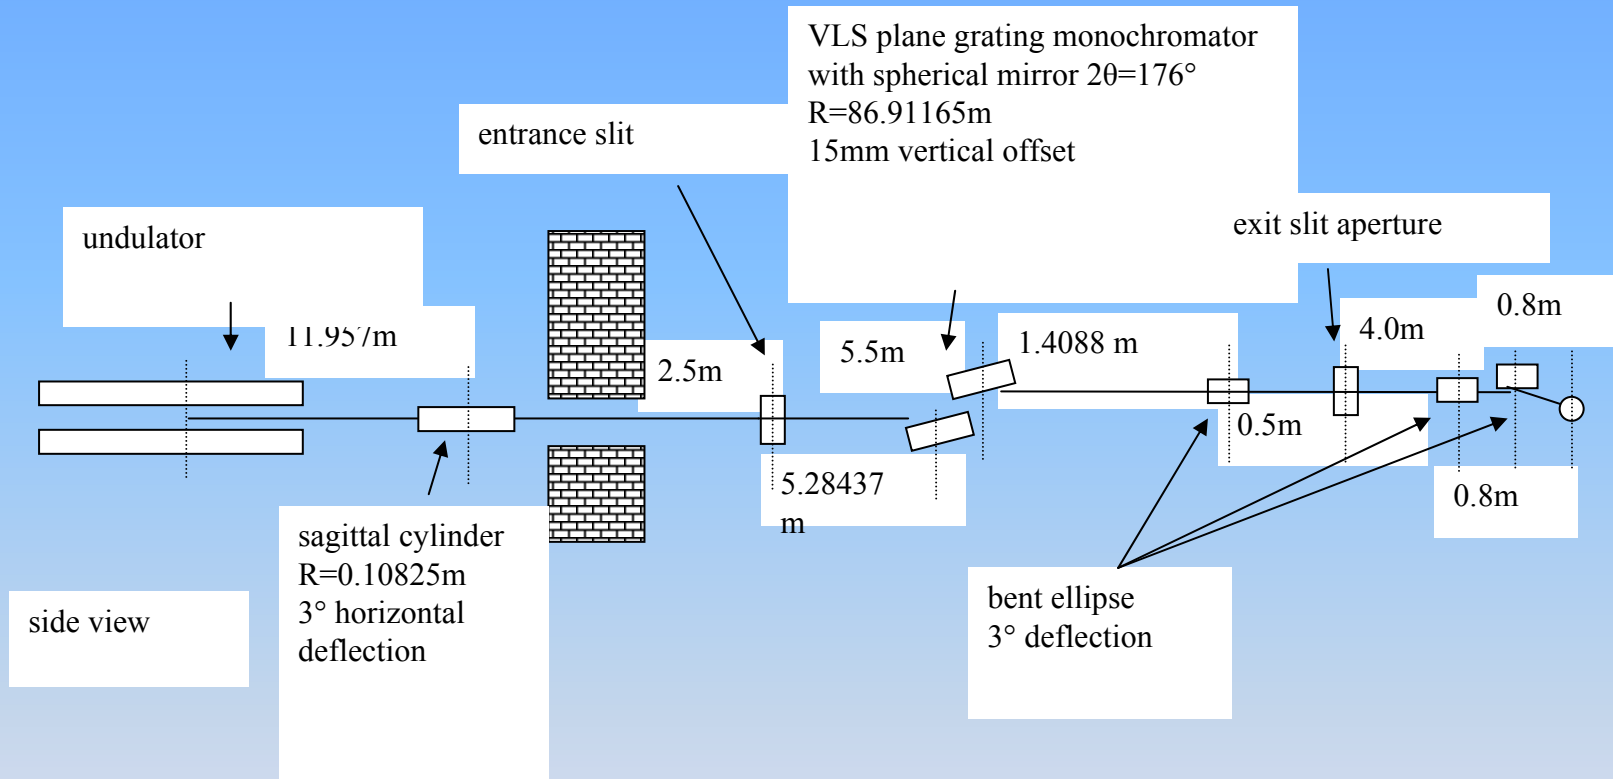 VLS plane grating monochromator
with spherical mirror 2θ=176°
R=86.91165m
15mm vertical offset
entrance slit
undulator
exit slit aperture
11.957m
2.5m
5.5m
1.4088 m
4.0m
0.8m
5.28437
m
0.5m
0.8m
sagittal cylinder
R=0.10825m
3° horizontal
deflection
bent ellipse
3° deflection
side view